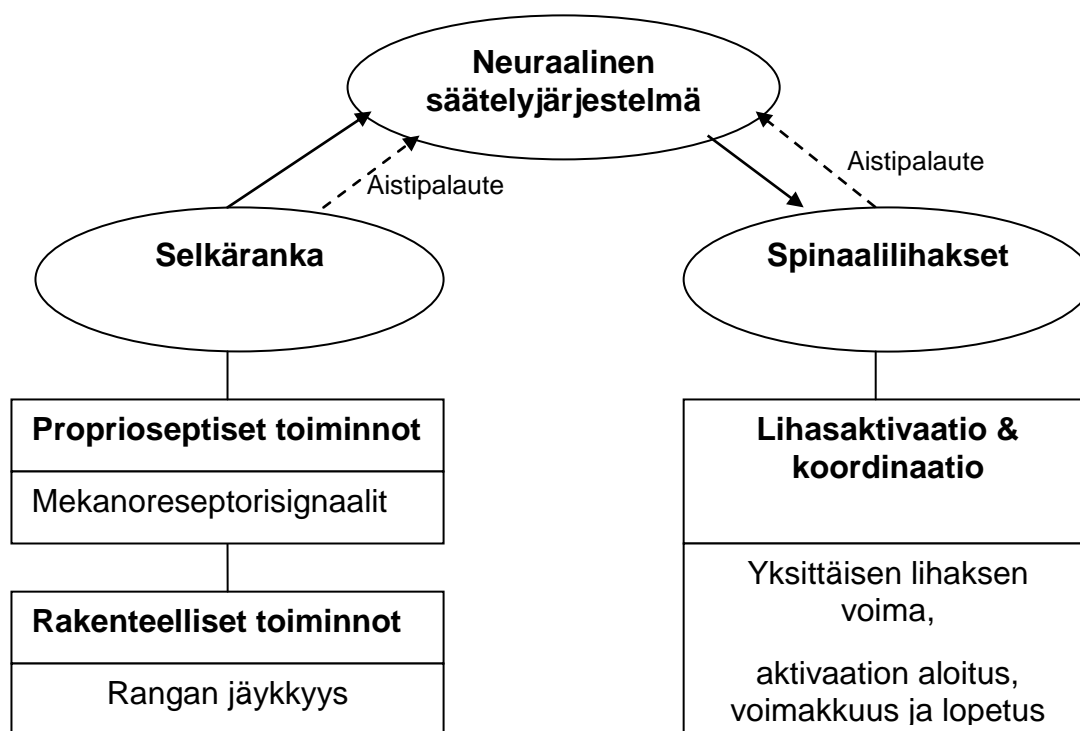 Neuraalinen
säätelyjärjestelmä
Aistipalaute
Aistipalaute
Selkäranka
Spinaalilihakset
Proprioseptiset toiminnot
Mekanoreseptorisignaalit
Rakenteelliset toiminnot
Rangan jäykkyys
Lihasaktivaatio &
koordinaatio
Yksittäisen lihaksen
voima,
aktivaation aloitus,
voimakkuus ja lopetus